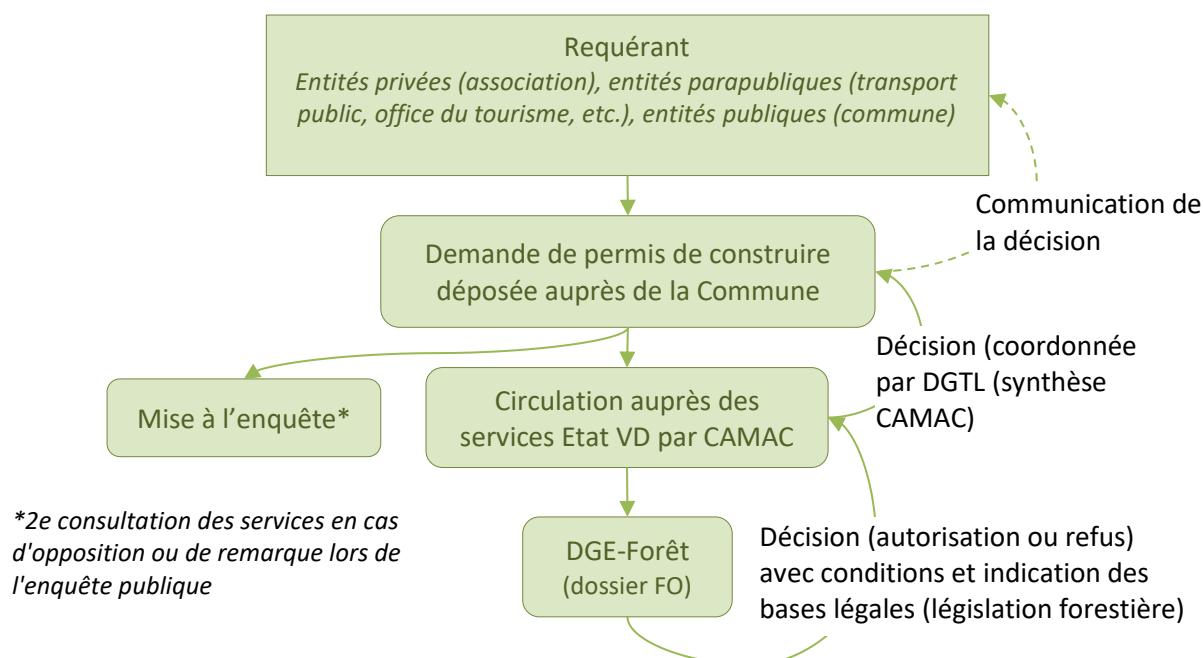 Requérant
Entités privées (association), entités parapubliques (transport
public, office du tourisme, etc.), entités publiques (commune)
Communication de
la décision
Demande de permis de construire
déposée auprès de la Commune
Décision (coordonnée
par DGTL (synthèse
CAMAC)
Mise à l’enquête*
Circulation auprès des
services Etat VD par CAMAC
*2e consultation des services en cas
d'opposition ou de remarque lors de
l'enquête publique
DGE-Forêt
(dossier FO)
Décision (autorisation ou refus)
avec conditions et indication des
bases légales (législation forestière)